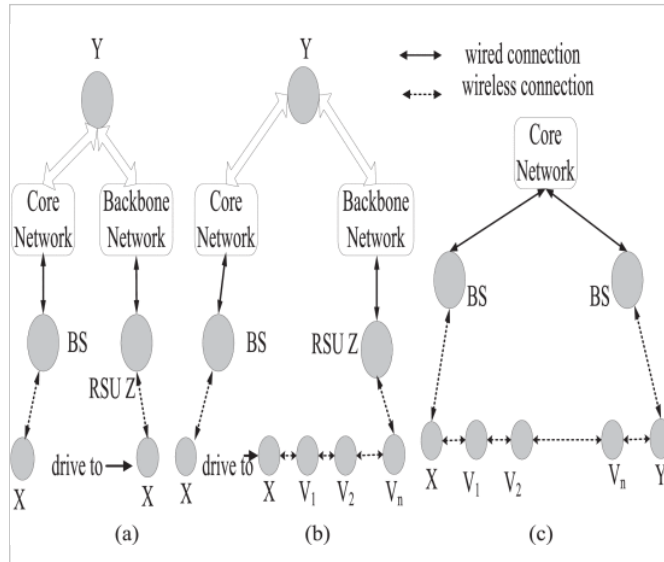 Y
Y
wired connection
wireless connection
Core
Network
Core
Network
Backbone
Network
Core
Network
Backbone
Network
BS
BS
BS
BS
RSU Z
RSU Z
drive to
drive to
X
X
X
X
V1
V2
Vn
X
V1
V2
Vn
Y
(a)
(b)
(c)